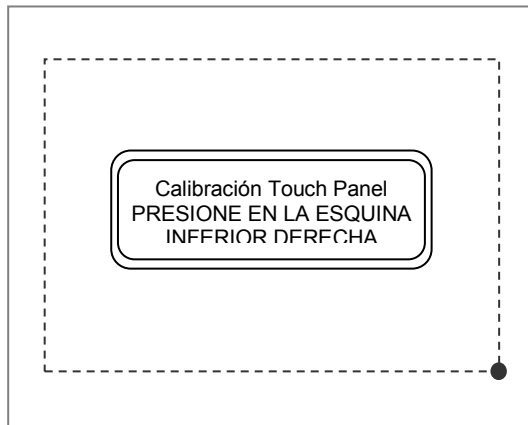 Calibración Touch Panel
PRESIONE EN LA ESQUINA
INFERIOR DERECHA